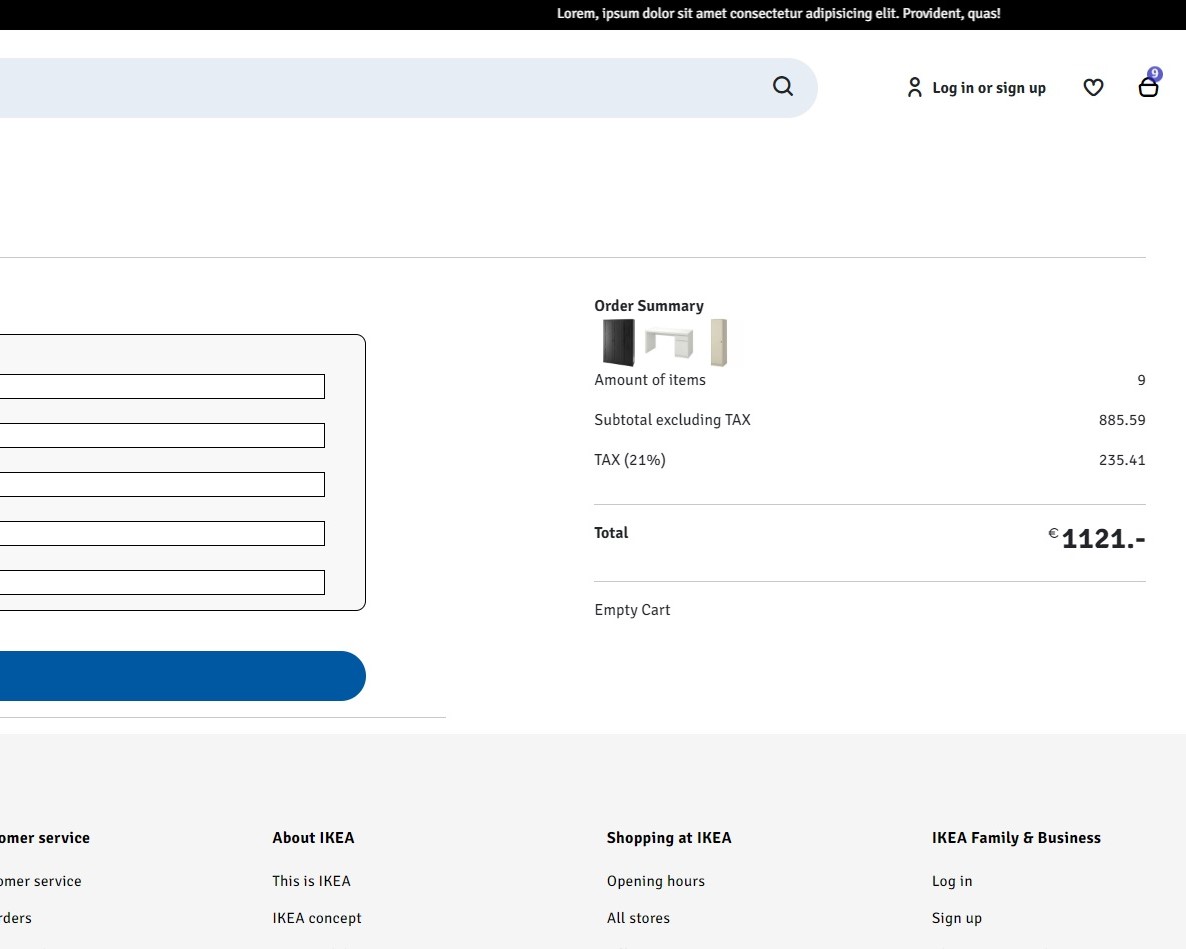 Lorem, ipsum dolor sit amet consectetur adipisicing elit. Provident, quas!
Log in or sign up
9
Order Summary
Amount of items 9
Subtotal excluding TAX 885.59
TAX (21%) 235.41
Total €1121.-
Empty Cart
omer service About IKEA Shopping at IKEA IKEA Family & Business
omer service This is IKEA Opening hours Log in
rders IKEA concept All stores Sign up